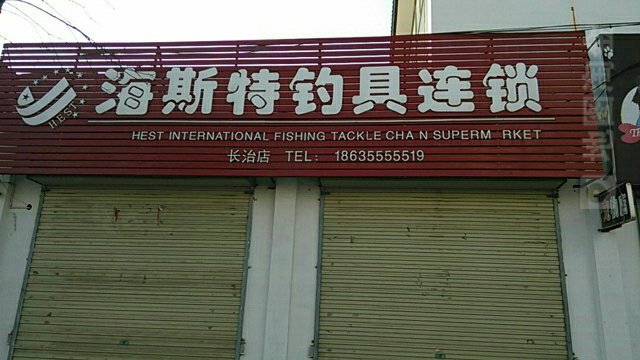 海斯特钓具连锁
HEST
HEST INTERNATIONAL FISHING TACKLE CHA N SUPERM RKET
长治店 TEL： 18635555519